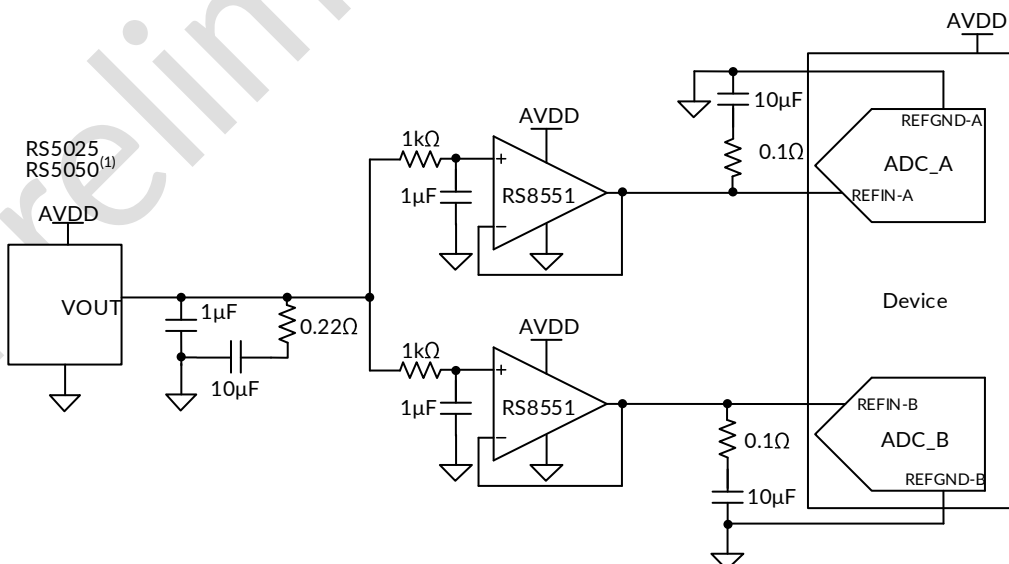 AVDD
10µF
REFGND-A
AVDD
1kΩ
0.1Ω
ADC_A
RS5025
RS5050(1)
+
1µF
RS8551
REFIN-A
−
AVDD
VOUT
1µF
0.22Ω
Device
10µF
AVDD
1kΩ
+
1µF
RS8551
REFIN-B
−
0.1Ω
ADC_B
REFGND-B
10µF